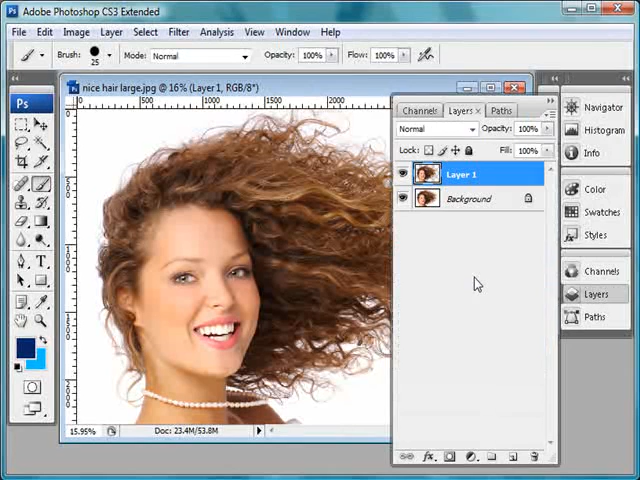 Adobe Photoshop CS3 Extended
File Edit Image Layer Select Filter Analysis View Window Help
Brush: 25 Mode: Normal Opacity: 100% Flow: 100%
nice hair large.jpg @ 16% (Layer 1, RGB/8*)
Ps
0 500 1000 1500 2000
Channels Layers x Paths
Normal Opacity: 100%
Lock: Fill: 100%
Layer 1
Background
Navigator
Histogram
Info
Color
Swatches
Styles
Channels
Layers
Paths
15.95% Doc: 23.4M/53.8M